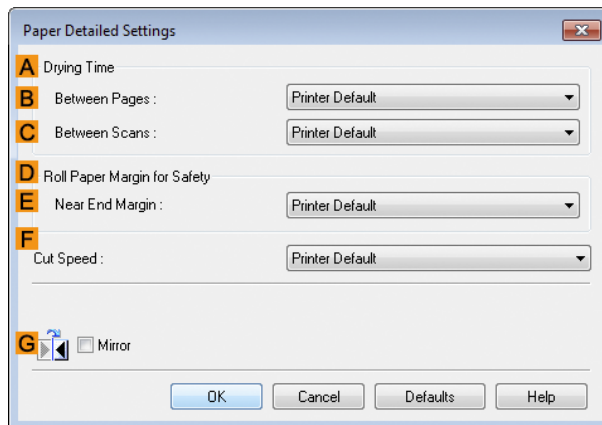 Paper Detailed Settings
A Drying Time
B Between Pages : Printer Default
C Between Scans : Printer Default
D Roll Paper Margin for Safety
E Near End Margin : Printer Default
F
Cut Speed : Printer Default
G Mirror
OK Cancel Defaults Help